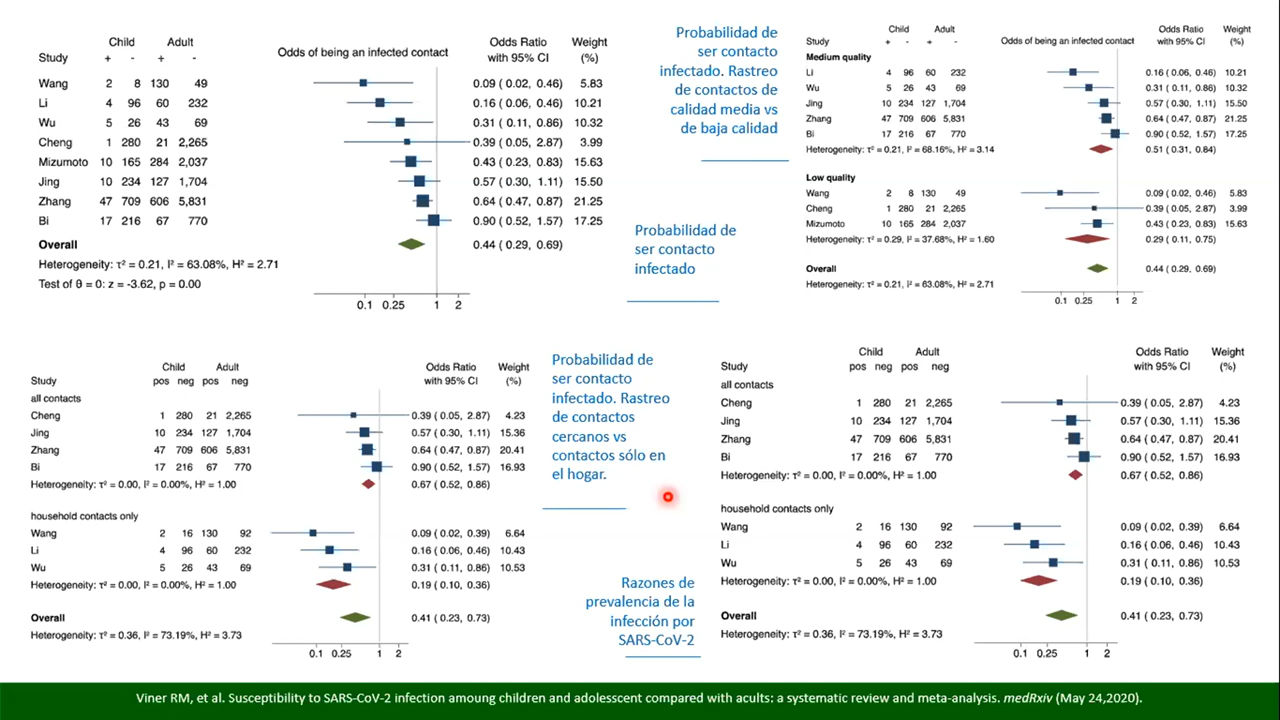 Child Adult
Study + - + - Odds of being an infected contact Odds Ratio with 95% CI Weight (%)
Wang 2 8 130 49 0.09 ( 0.02, 0.46) 5.83
Li 4 96 60 232 0.16 ( 0.06, 0.46) 10.21
Wu 5 26 43 69 0.31 ( 0.11, 0.86) 10.32
Cheng 1 280 21 2,265 0.39 ( 0.05, 2.87) 3.99
Mizumoto 10 165 284 2,037 0.43 ( 0.23, 0.83) 15.63
Jing 10 234 127 1,704 0.57 ( 0.30, 1.11) 15.50
Zhang 47 709 606 5,831 0.64 ( 0.47, 0.87) 21.25
Bi 17 216 67 770 0.90 ( 0.52, 1.57) 17.25
Overall 0.44 ( 0.29, 0.69)
Heterogeneity: τ² = 0.21, I² = 63.08%, H² = 2.71
Test of θ = 0: z = -3.62, p = 0.00
0.1 0.25 1 2
Probabilidad de
ser contacto
infectado. Rastreo
de contactos de
calidad media vs
de baja calidad
Probabilidad de
ser contacto
infectado
Child Adult
Study + - + - Odds of being an infected contact Odds Ratio with 95% CI Weight (%)
Medium quality
Li 4 96 60 232 0.16 ( 0.06, 0.46) 10.21
Wu 5 26 43 69 0.31 ( 0.11, 0.86) 10.32
Jing 10 234 127 1,704 0.57 ( 0.30, 1.11) 15.50
Zhang 47 709 606 5,831 0.64 ( 0.47, 0.87) 21.25
Bi 17 216 67 770 0.90 ( 0.52, 1.57) 17.25
Heterogeneity: τ² = 0.21, I² = 68.16%, H² = 3.14 0.51 ( 0.31, 0.84)
Low quality
Wang 2 8 130 49 0.09 ( 0.02, 0.46) 5.83
Cheng 1 280 21 2,265 0.39 ( 0.05, 2.87) 3.99
Mizumoto 10 165 284 2,037 0.43 ( 0.23, 0.83) 15.63
Heterogeneity: τ² = 0.29, I² = 37.68%, H² = 1.60 0.29 ( 0.11, 0.75)
Overall 0.44 ( 0.29, 0.69)
Heterogeneity: τ² = 0.21, I² = 63.08%, H² = 2.71
0.1 0.25 1 2
Child Adult
Study pos neg pos neg Odds Ratio with 95% CI Weight (%)
all contacts
Cheng 1 280 21 2,265 0.39 ( 0.05, 2.87) 4.23
Jing 10 234 127 1,704 0.57 ( 0.30, 1.11) 15.36
Zhang 47 709 606 5,831 0.64 ( 0.47, 0.87) 20.41
Bi 17 216 67 770 0.90 ( 0.52, 1.57) 16.93
Heterogeneity: τ² = 0.00, I² = 0.00%, H² = 1.00 0.67 ( 0.52, 0.86)
household contacts only
Wang 2 16 130 92 0.09 ( 0.02, 0.39) 6.64
Li 4 96 60 232 0.16 ( 0.06, 0.46) 10.43
Wu 5 26 43 69 0.31 ( 0.11, 0.86) 10.53
Heterogeneity: τ² = 0.00, I² = 0.00%, H² = 1.00 0.19 ( 0.10, 0.36)
Overall 0.41 ( 0.23, 0.73)
Heterogeneity: τ² = 0.36, I² = 73.19%, H² = 3.73
0.1 0.25 1 2
Probabilidad de
ser contacto
infectado. Rastreo
de contactos
cercanos vs
contactos sólo en
el hogar.
Razones de
prevalencia de la
infección por
SARS-CoV-2
Child Adult
Study pos neg pos neg Odds Ratio with 95% CI Weight (%)
all contacts
Cheng 1 280 21 2,265 0.39 ( 0.05, 2.87) 4.23
Jing 10 234 127 1,704 0.57 ( 0.30, 1.11) 15.36
Zhang 47 709 606 5,831 0.64 ( 0.47, 0.87) 20.41
Bi 17 216 67 770 0.90 ( 0.52, 1.57) 16.93
Heterogeneity: τ² = 0.00, I² = 0.00%, H² = 1.00 0.67 ( 0.52, 0.86)
household contacts only
Wang 2 16 130 92 0.09 ( 0.02, 0.39) 6.64
Li 4 96 60 232 0.16 ( 0.06, 0.46) 10.43
Wu 5 26 43 69 0.31 ( 0.11, 0.86) 10.53
Heterogeneity: τ² = 0.00, I² = 0.00%, H² = 1.00 0.19 ( 0.10, 0.36)
Overall 0.41 ( 0.23, 0.73)
Heterogeneity: τ² = 0.36, I² = 73.19%, H² = 3.73
0.1 0.25 1 2
Viner RM, et al. Susceptibility to SARS-CoV-2 infection amoung children and adolesscent compared with acults: a systematic review and meta-analysis. medRxiv (May 24,2020).